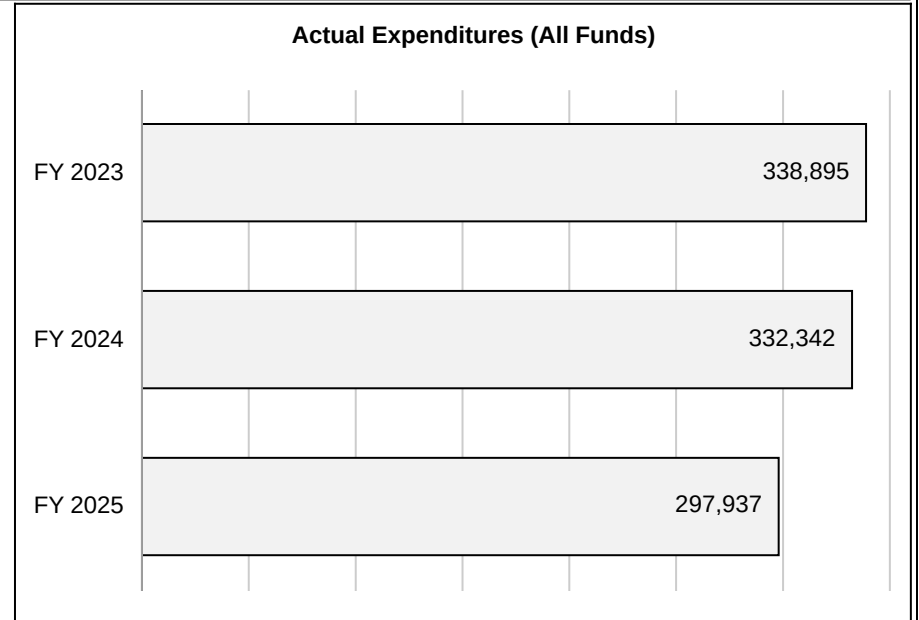 Actual Expenditures (All Funds)
FY 2023
338,895
FY 2024
332,342
FY 2025
297,937